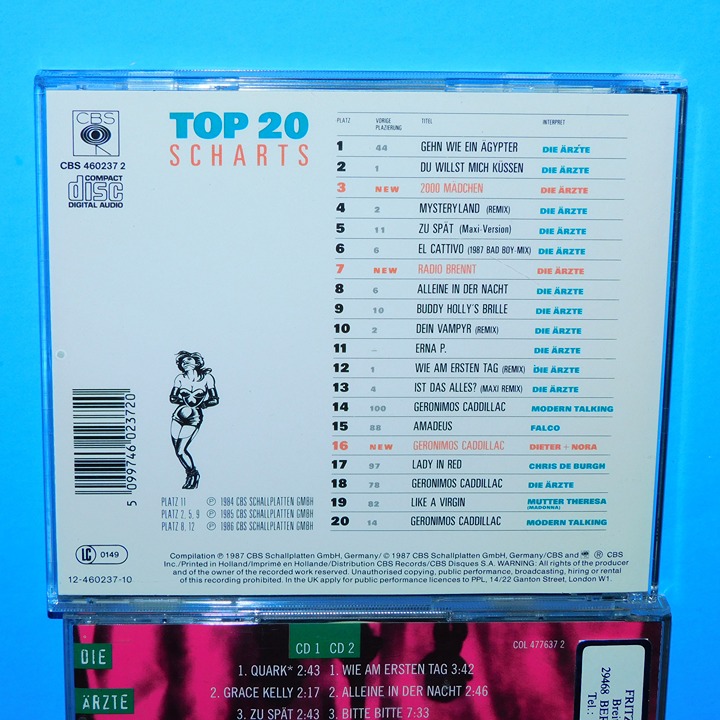 CBS
CBS 460237 2
COMPACT
disc
DIGITAL AUDIO
TOP 20
SCHARTS
PLATZ VORIGE PLAZIERUNG TITEL INTERPRET
1 44 GEHN WIE EIN ÄGYPTER DIE ÄRZTE
2 1 DU WILLST MICH KÜSSEN DIE ÄRZTE
3 NEW 2000 MÄDCHEN DIE ÄRZTE
4 2 MYSTERYLAND (REMIX) DIE ÄRZTE
5 11 ZU SPÄT (Maxi-Version) DIE ÄRZTE
6 6 EL CATTIVO (1987 BAD BOY-MIX) DIE ÄRZTE
7 NEW RADIO BRENNT DIE ÄRZTE
8 6 ALLEINE IN DER NACHT DIE ÄRZTE
9 10 BUDDY HOLLY'S BRILLE DIE ÄRZTE
10 2 DEIN VAMPYR (REMIX) DIE ÄRZTE
11 – ERNA P. DIE ÄRZTE
12 1 WIE AM ERSTEN TAG (REMIX) DIE ÄRZTE
13 4 IST DAS ALLES? (MAXI REMIX) DIE ÄRZTE
14 100 GERONIMOS CADDILLAC MODERN TALKING
15 88 AMADEUS FALCO
16 NEW GERONIMOS CADDILLAC DIETER + NORA
17 97 LADY IN RED CHRIS DE BURGH
18 78 GERONIMOS CADDILLAC DIE ÄRZTE
19 82 LIKE A VIRGIN MUTTER THERESA
(MADONNA)
20 14 GERONIMOS CADDILLAC MODERN TALKING
5 099746 023720
PLATZ 11 ℗ 1984 CBS SCHALLPLATTEN GMBH
PLATZ 2, 5, 9 ℗ 1985 CBS SCHALLPLATTEN GMBH
PLATZ 8, 12 ℗ 1986 CBS SCHALLPLATTEN GMBH
LC 0149
12-460237-10
Compilation ℗ 1987 CBS Schallplatten GmbH, Germany/ © 1987 CBS Schallplatten GmbH, Germany/CBS and ® CBS
Inc./Printed in Holland/Imprime en Hollande/Distribution CBS Records/CBS Disques S.A. WARNING: All rights of the producer
and of the owner of the recorded work reserved. Unauthorised copying, public performance, broadcasting, hiring or rental
of this recording prohibited. In the UK apply for public performance licences to PPL, 14/22 Ganton Street, London W1.
DIE
ÄRZTE
CD 1 CD 2
COL 477637 2
1. QUARK* 2:43 1. WIE AM ERSTEN TAG 3:42
2. GRACE KELLY 2:17 2. ALLEINE IN DER NACHT 2:46
3. ZU SPÄT 2:43 3. BITTE BITTE 7:33
29468
Tel.: